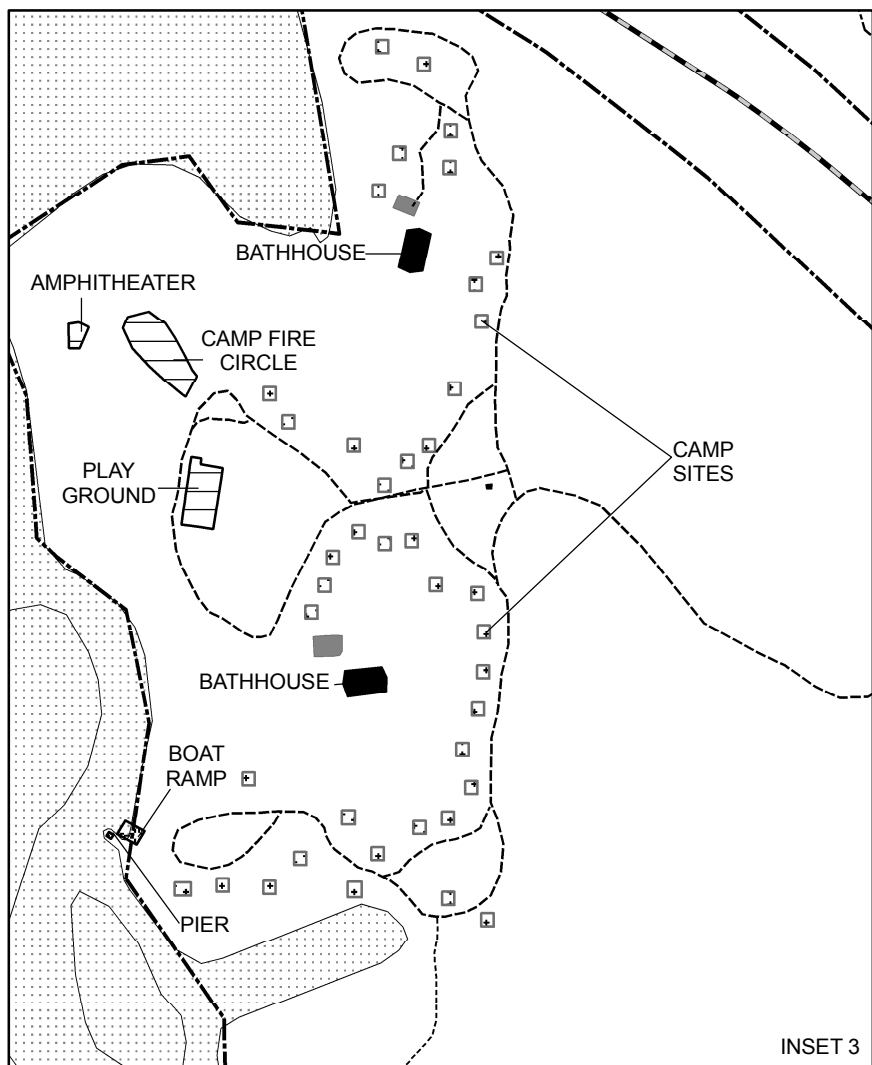 BATHHOUSE
AMPHITHEATER
CAMP FIRE
CIRCLE
PLAY
GROUND
CAMP
SITES
BATHHOUSE
BOAT
RAMP
PIER
INSET 3